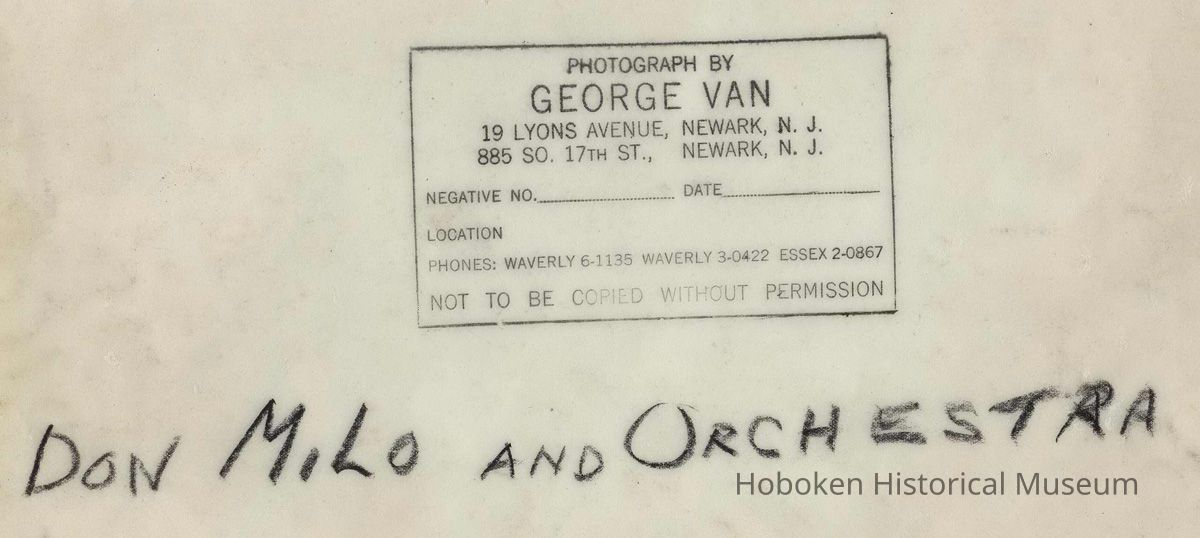 PHOTOGRAPH BY
GEORGE VAN
19 LYONS AVENUE, NEWARK, N. J.
885 SO. 17TH ST., NEWARK, N. J.
NEGATIVE NO. DATE
LOCATION
PHONES: WAVERLY 6-1135 WAVERLY 3-0422 ESSEX 2-0867
NOT TO BE COPIED WITHOUT PERMISSION
DON MiLO AND ORCHESTRA
Hoboken Historical Museum